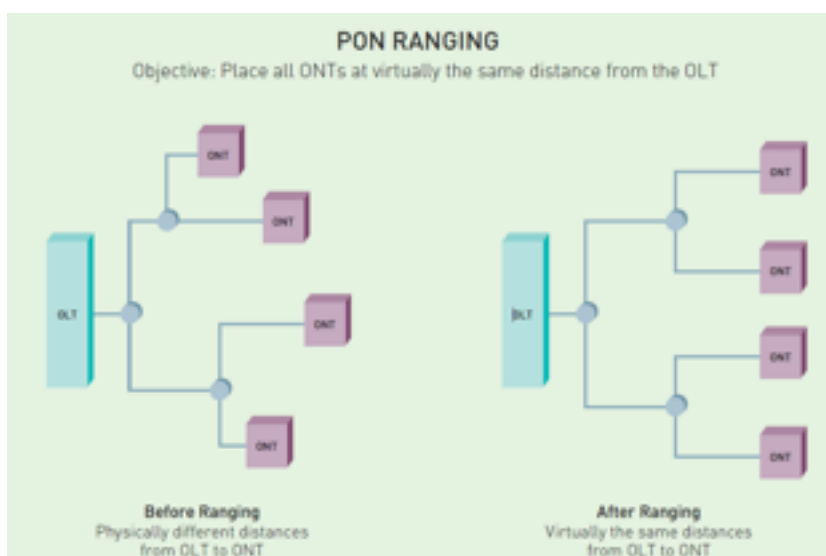 PON RANGING
Objective: Place all ONTs at virtually the same distance from the OLT
ONT
ONT
OLT
ONT
ONT
ONT
ONT
OLT
ONT
ONT
Before Ranging
Physically different distances
from OLT to ONT
After Ranging
Virtually the same distances
from OLT to ONT